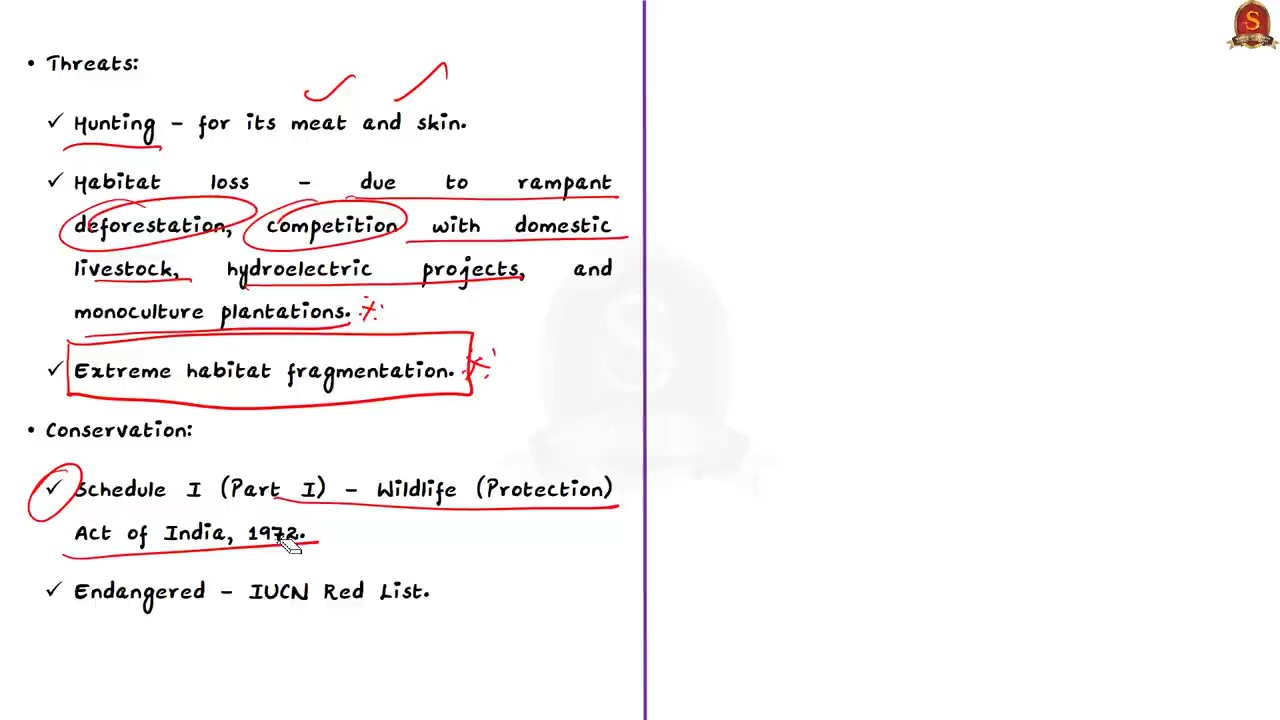 • Threats:
✓ Hunting – for its meat and skin.
✓ Habitat loss – due to rampant
deforestation, competition with domestic
livestock, hydroelectric projects, and
monoculture plantations.
✓ Extreme habitat fragmentation.
• Conservation:
✓ Schedule I (Part I) – Wildlife (Protection)
Act of India, 1972.
✓ Endangered – IUCN Red List.
S